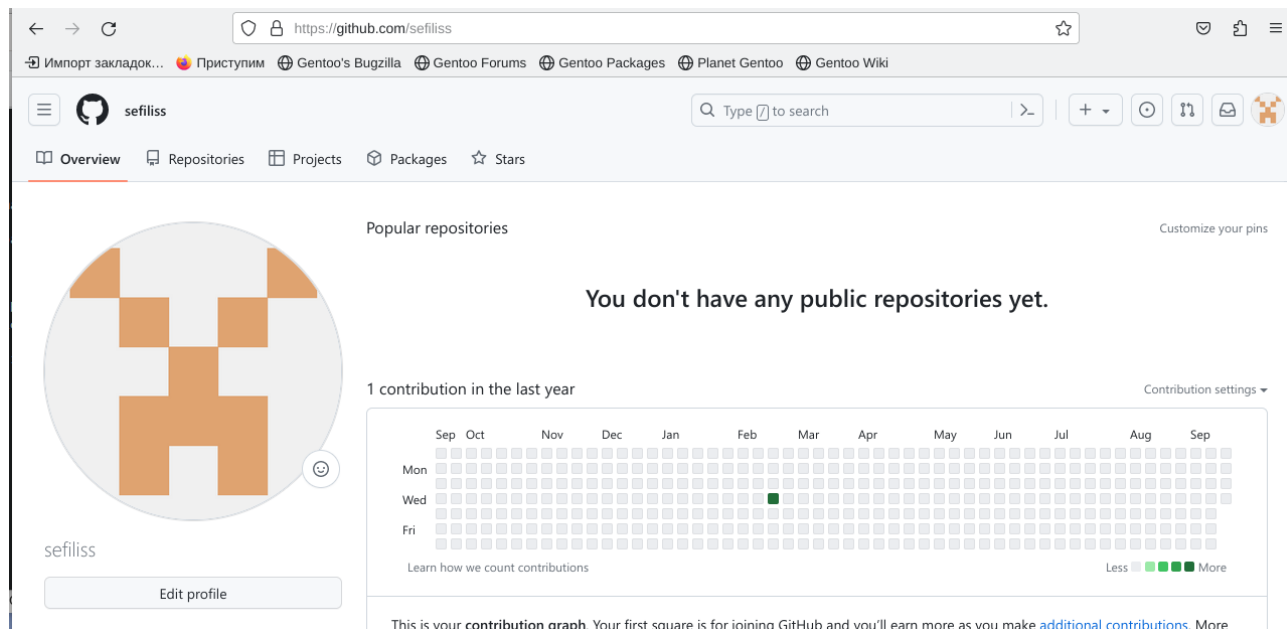 https://github.com/sefiliss
Импорт закладок... Приступим Gentoo's Bugzilla Gentoo Forums Gentoo Packages Planet Gentoo Gentoo Wiki
sefiliss
Type / to search
Overview Repositories Projects Packages Stars
Popular repositories
Customize your pins
You don't have any public repositories yet.
1 contribution in the last year
Contribution settings
Sep Oct Nov Dec Jan Feb Mar Apr May Jun Jul Aug Sep
Mon
Wed
Fri
Learn how we count contributions
Less More
sefiliss
Edit profile
This is your contribution graph. Your first square is for joining GitHub and you'll earn more as you make additional contributions. More